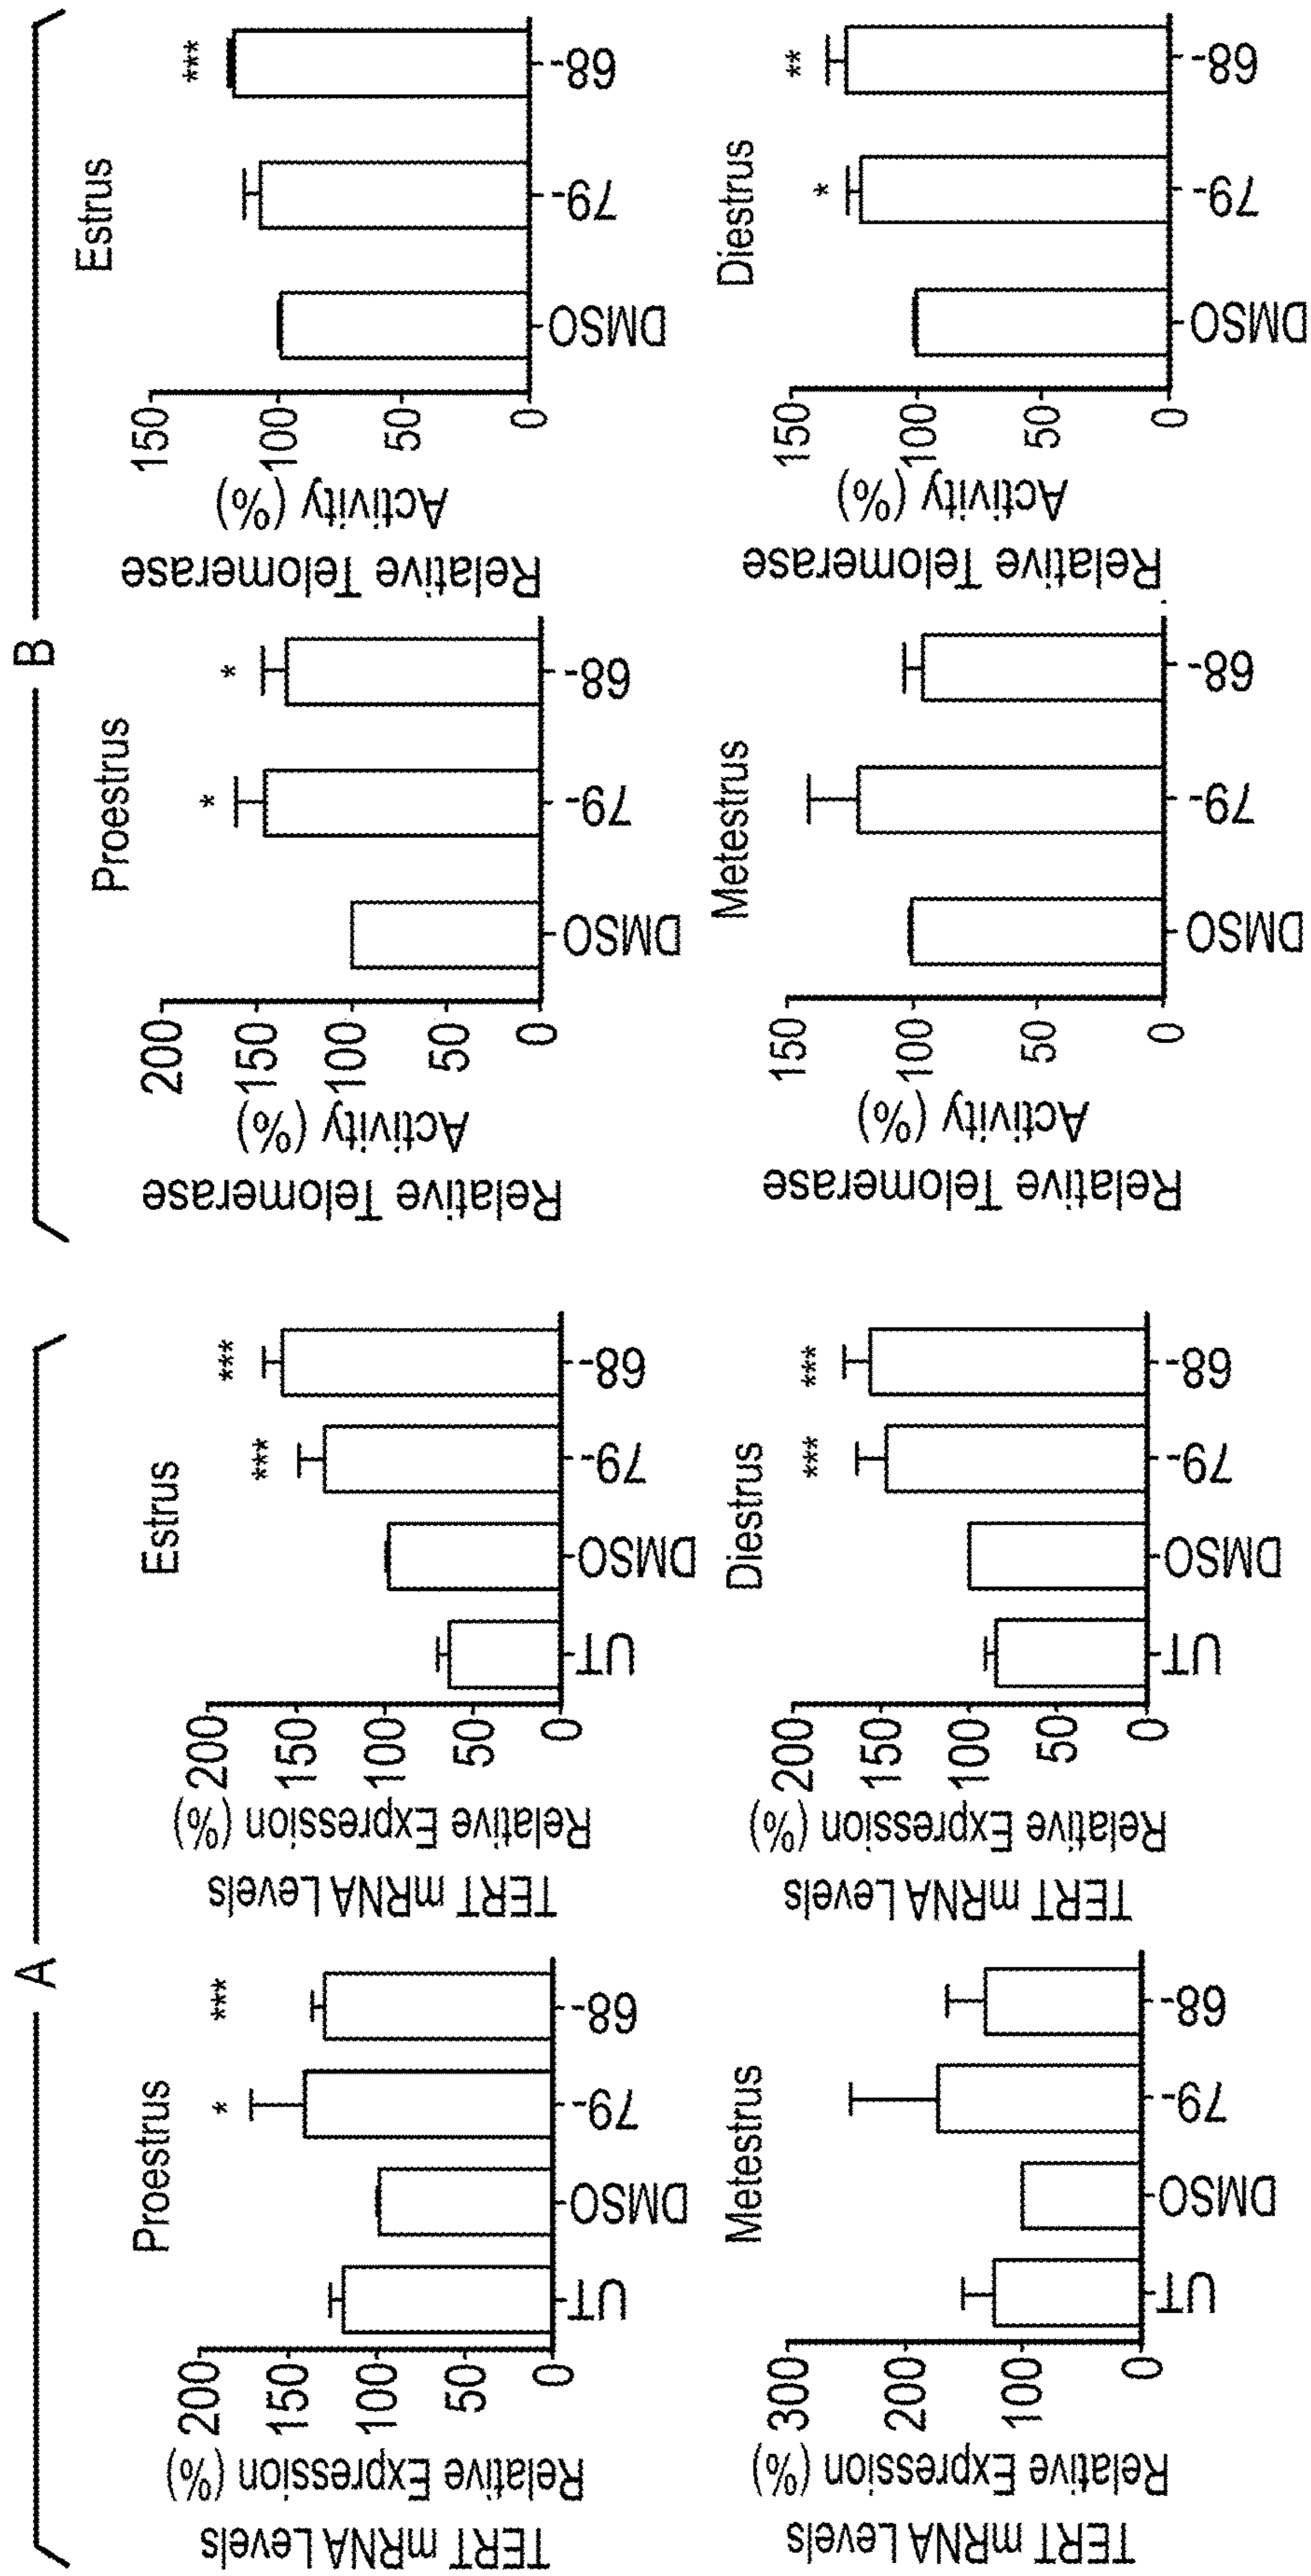 A
TERT mRNA Levels
Relative Expression (%)
Proestrus
* ***
200
150
100
50
0
UT DMSO 79- 68-
TERT mRNA Levels
Relative Expression (%)
Estrus
*** ***
200
150
100
50
0
UT DMSO 79- 68-
TERT mRNA Levels
Relative Expression (%)
Metestrus
300
200
100
0
UT DMSO 79- 68-
TERT mRNA Levels
Relative Expression (%)
Diestrus
*** ***
200
150
100
50
0
UT DMSO 79- 68-
B
Relative Telomerase
Activity (%)
Proestrus
* *
200
150
100
50
0
DMSO 79- 68-
Relative Telomerase
Activity (%)
Estrus
***
150
100
50
0
DMSO 79- 68-
Relative Telomerase
Activity (%)
Metestrus
150
100
50
0
DMSO 79- 68-
Relative Telomerase
Activity (%)
Diestrus
* **
150
100
50
0
DMSO 79- 68-